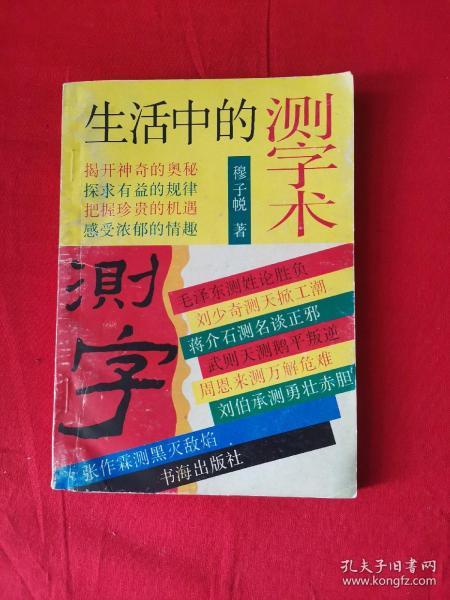 生活中的测字术
揭开神奇的奥秘
探求有益的规律
把握珍贵的机遇
感受浓郁的情趣
穆子悦 著
測字
毛泽东测姓论胜负
刘少奇测天掀工潮
蒋介石测名谈正邪
武则天测鹅平叛逆
周恩来测万解危难
刘伯承测勇壮赤胆
张作霖测黑灭敌焰
书海出版社
孔夫子旧书网
www.kongfz.com